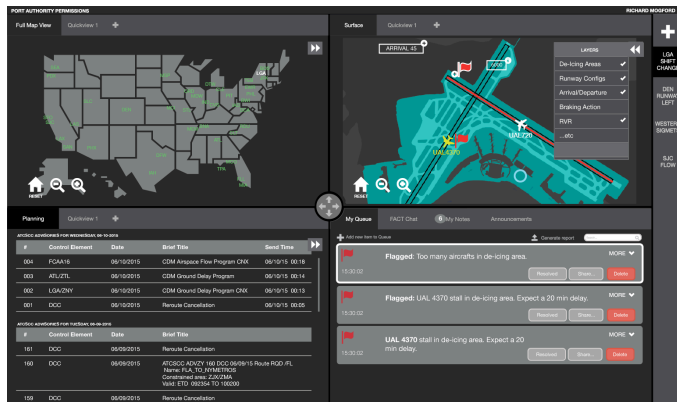 PORT AUTHORITY PERMISSIONS
RICHARD MOGFORD
Full Map View
Quickview 1
LGA
TPA
RESET
Surface
Quickview 1
ARRIVAL 45
UAL220
UAL4370
RESET
LAYERS
De-Icing Areas
Runway Configs
Arrival/Departure
Braking Action
RVR
...etc
LGA
SHIFT
CHANGE
DEN
RUNWAY
LEFT
WESTERN
SIGMETS
SJC
FLOW
Planning
Quickview 1
ATCSCC ADVISORIES FOR WEDNESDAY, 06-10-2015
# Control Element Date Brief Title Send Time
004 FCAA16 06/10/2015 CDM Airspace Flow Program CNX 06/10/15 00:18
003 ATL/ZTL 06/10/2015 CDM Ground Delay Program 06/10/15 00:14
002 LGA/ZNY 06/10/2015 CDM Ground Delay Program CNX 06/10/15 00:13
001 DCC 06/10/2015 Reroute Cancellation 06/10/15 00:05
ATCSCC ADVISORIES FOR TUESDAY, 06-09-2015
# Control Element Date Brief Title
161 DCC 06/09/2015 Reroute Cancellation
160 DCC 06/09/2015 ATCSCC ADVZY 160 DCC 06/09/15 Route RQD /FL
Name: FLA_TO_NYMETROS
Constrained area: ZJX/ZMA
Valid: ETD 092354 TO 100200
159 DCC 06/09/2015 Reroute Cancellation
My Queue
FACT Chat
6 My Notes
Announcements
Add new item to Queue
Generate report
Flagged: Too many aircrafts in de-icing area.
MORE
15:30:02
Resolved
Share...
Delete
Flagged: UAL 4370 stall in de-icing area. Expect a 20 min delay.
MORE
15:30:02
Resolved
Share...
Delete
UAL 4370 stall in de-icing area. Expect a 20
min delay.
MORE
15:30:02
Resolved
Share...
Delete